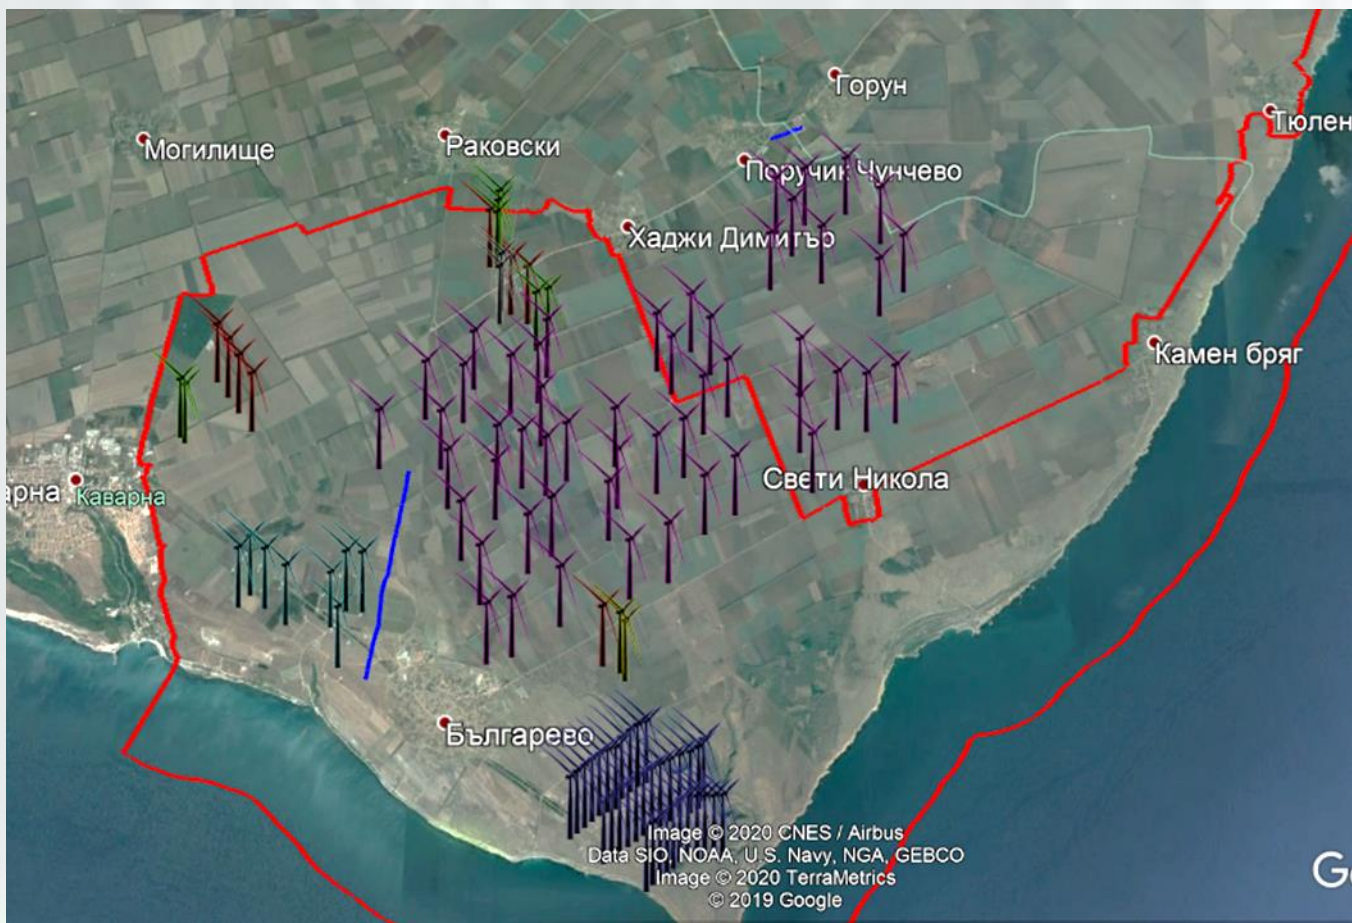 Горун
Тюлен
Могилище
Раковски
Поручик Чунчево
Хаджи Димитър
Камен бряг
арна
Каварна
Свети Никола
Българево
Image © 2020 CNES / Airbus
Data SIO, NOAA, U.S. Navy, NGA, GEBCO
Image © 2020 TerraMetrics
© 2019 Google